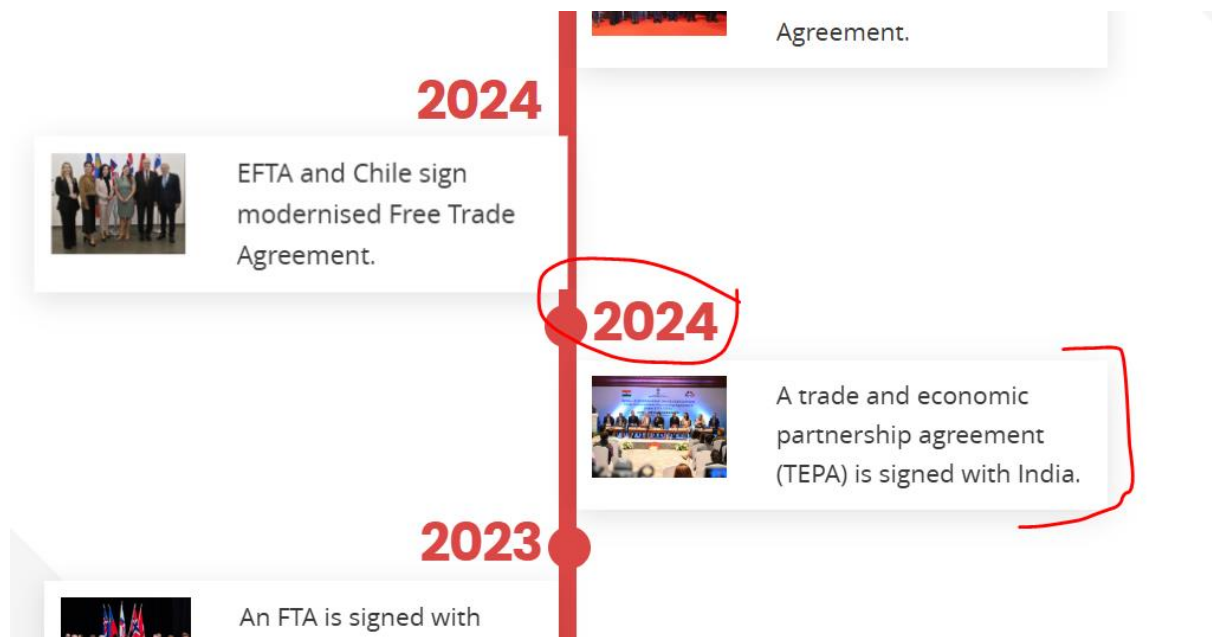 Agreement.
2024
EFTA and Chile sign
modernised Free Trade
Agreement.
2024
A trade and economic
partnership agreement
(TEPA) is signed with India.
2023
An FTA is signed with